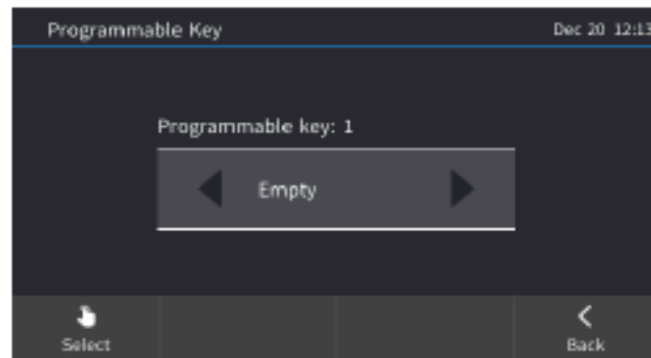 Programmable Key
Dec 20 12:13
Programmable key: 1
Empty
Select
Back